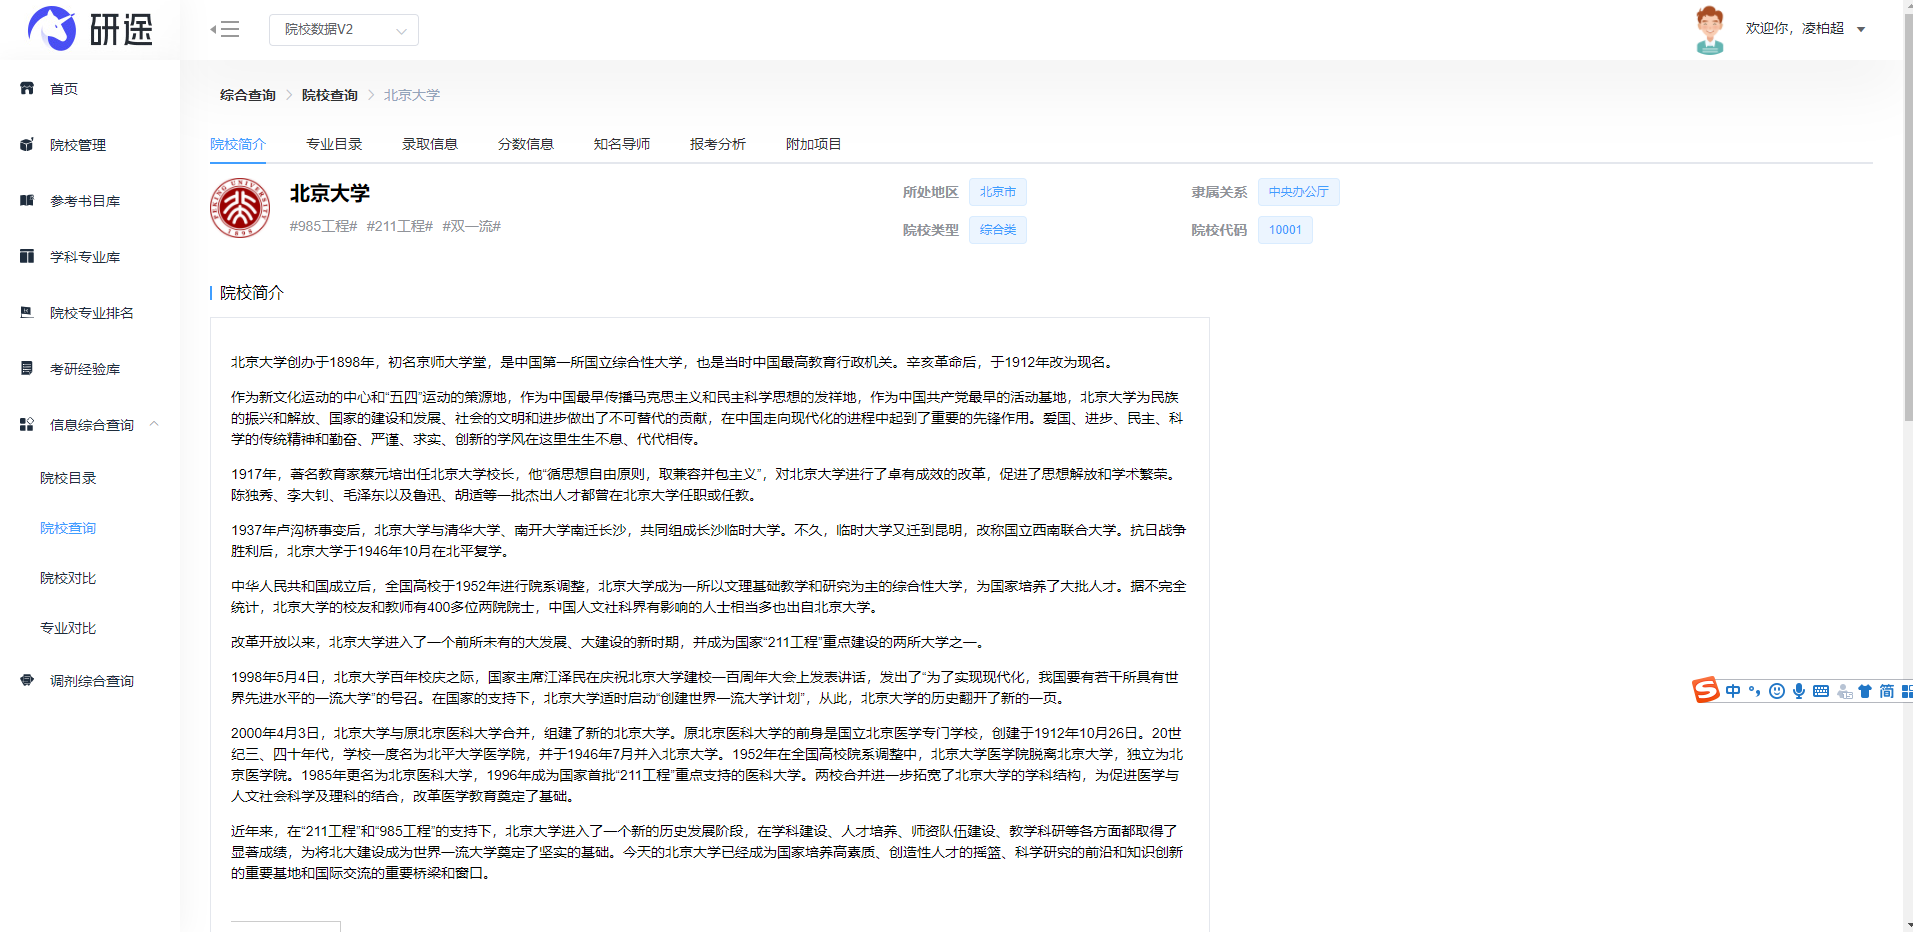 研途
院校数据V2
欢迎你，凌柏超
首页
院校管理
参考书目库
学科专业库
院校专业排名
考研经验库
信息综合查询
院校目录
院校查询
院校对比
专业对比
调剂综合查询
综合查询 > 院校查询 > 北京大学
院校简介 专业目录 录取信息 分数信息 知名导师 报考分析 附加项目
PEKING UNIVERSITY
1898
北京大学
#985工程# #211工程# #双一流#
所处地区 北京市 隶属关系 中央办公厅
院校类型 综合类 院校代码 10001
院校简介
北京大学创办于1898年，初名京师大学堂，是中国第一所国立综合性大学，也是当时中国最高教育行政机关。辛亥革命后，于1912年改为现名。
作为新文化运动的中心和“五四”运动的策源地，作为中国最早传播马克思主义和民主科学思想的发祥地，作为中国共产党最早的活动基地，北京大学为民族
的振兴和解放、国家的建设和发展、社会的文明和进步做出了不可替代的贡献，在中国走向现代化的进程中起到了重要的先锋作用。爱国、进步、民主、科
学的传统精神和勤奋、严谨、求实、创新的学风在这里生生不息、代代相传。
1917年，著名教育家蔡元培出任北京大学校长，他“循思想自由原则，取兼容并包主义”，对北京大学进行了卓有成效的改革，促进了思想解放和学术繁荣。
陈独秀、李大钊、毛泽东以及鲁迅、胡适等一批杰出人才都曾在北京大学任职或任教。
1937年卢沟桥事变后，北京大学与清华大学、南开大学南迁长沙，共同组成长沙临时大学。不久，临时大学又迁到昆明，改称国立西南联合大学。抗日战争
胜利后，北京大学于1946年10月在北平复学。
中华人民共和国成立后，全国高校于1952年进行院系调整，北京大学成为一所以文理基础教学和研究为主的综合性大学，为国家培养了大批人才。据不完全
统计，北京大学的校友和教师有400多位两院院士，中国人文社科界有影响的人士相当多也出自北京大学。
改革开放以来，北京大学进入了一个前所未有的大发展、大建设的新时期，并成为国家“211工程”重点建设的两所大学之一。
1998年5月4日，北京大学百年校庆之际，国家主席江泽民在庆祝北京大学建校一百周年大会上发表讲话，发出了“为了实现现代化，我国要有若干所具有世
界先进水平的一流大学”的号召。在国家的支持下，北京大学适时启动“创建世界一流大学计划”，从此，北京大学的历史翻开了新的一页。
2000年4月3日，北京大学与原北京医科大学合并，组建了新的北京大学。原北京医科大学的前身是国立北京医学专门学校，创建于1912年10月26日。20世
纪三、四十年代，学校一度名为北平大学医学院，并于1946年7月并入北京大学。1952年在全国高校院系调整中，北京大学医学院脱离北京大学，独立为北
京医学院。1985年更名为北京医科大学，1996年成为国家首批“211工程”重点支持的医科大学。两校合并进一步拓宽了北京大学的学科结构，为促进医学与
人文社会科学及理科的结合，改革医学教育奠定了基础。
近年来，在“211工程”和“985工程”的支持下，北京大学进入了一个新的历史发展阶段，在学科建设、人才培养、师资队伍建设、教学科研等各方面都取得了
显著成绩，为将北大建设成为世界一流大学奠定了坚实的基础。今天的北京大学已经成为国家培养高素质、创造性人才的摇篮、科学研究的前沿和知识创新
的重要基地和国际交流的重要桥梁和窗口。
S 中 °, 简